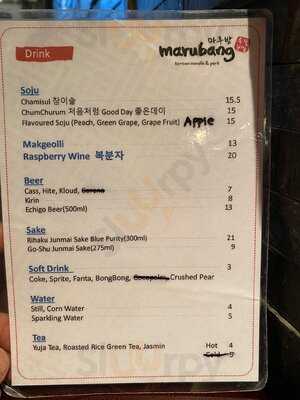 Drink
마루방
marubang
korean noodle & pork
Soju
Chamisul 참이슬 15.5
ChumChurum 처음처럼 Good Day 좋은데이 15
Flavoured Soju (Peach, Green Grape, Grape Fruit) Apple 15
Makgeolli 13
Raspberry Wine 복분자 20
Beer
Cass, Hite, Kloud, Corona 7
Kirin 8
Echigo Beer(500ml) 13
Sake
Rihaku Junmai Sake Blue Purity(300ml) 21
Go-Shu Junmai Sake(275ml) 9
Soft Drink 3
Coke, Sprite, Fanta, BongBong, Cocopalm, Crushed Pear
Water
Still, Corn Water 4
Sparkling Water 5
Tea
Yuja Tea, Roasted Rice Green Tea, Jasmin Hot 4
Cold 5